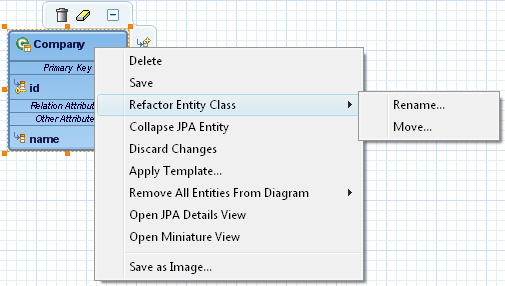 Company
Primary Key
id
Relation Attribut
Other Attribute
name
Delete
Save
Refactor Entity Class
Collapse JPA Entity
Discard Changes
Apply Template...
Remove All Entities From Diagram
Open JPA Details View
Open Miniature View
Save as Image...
Rename...
Move...